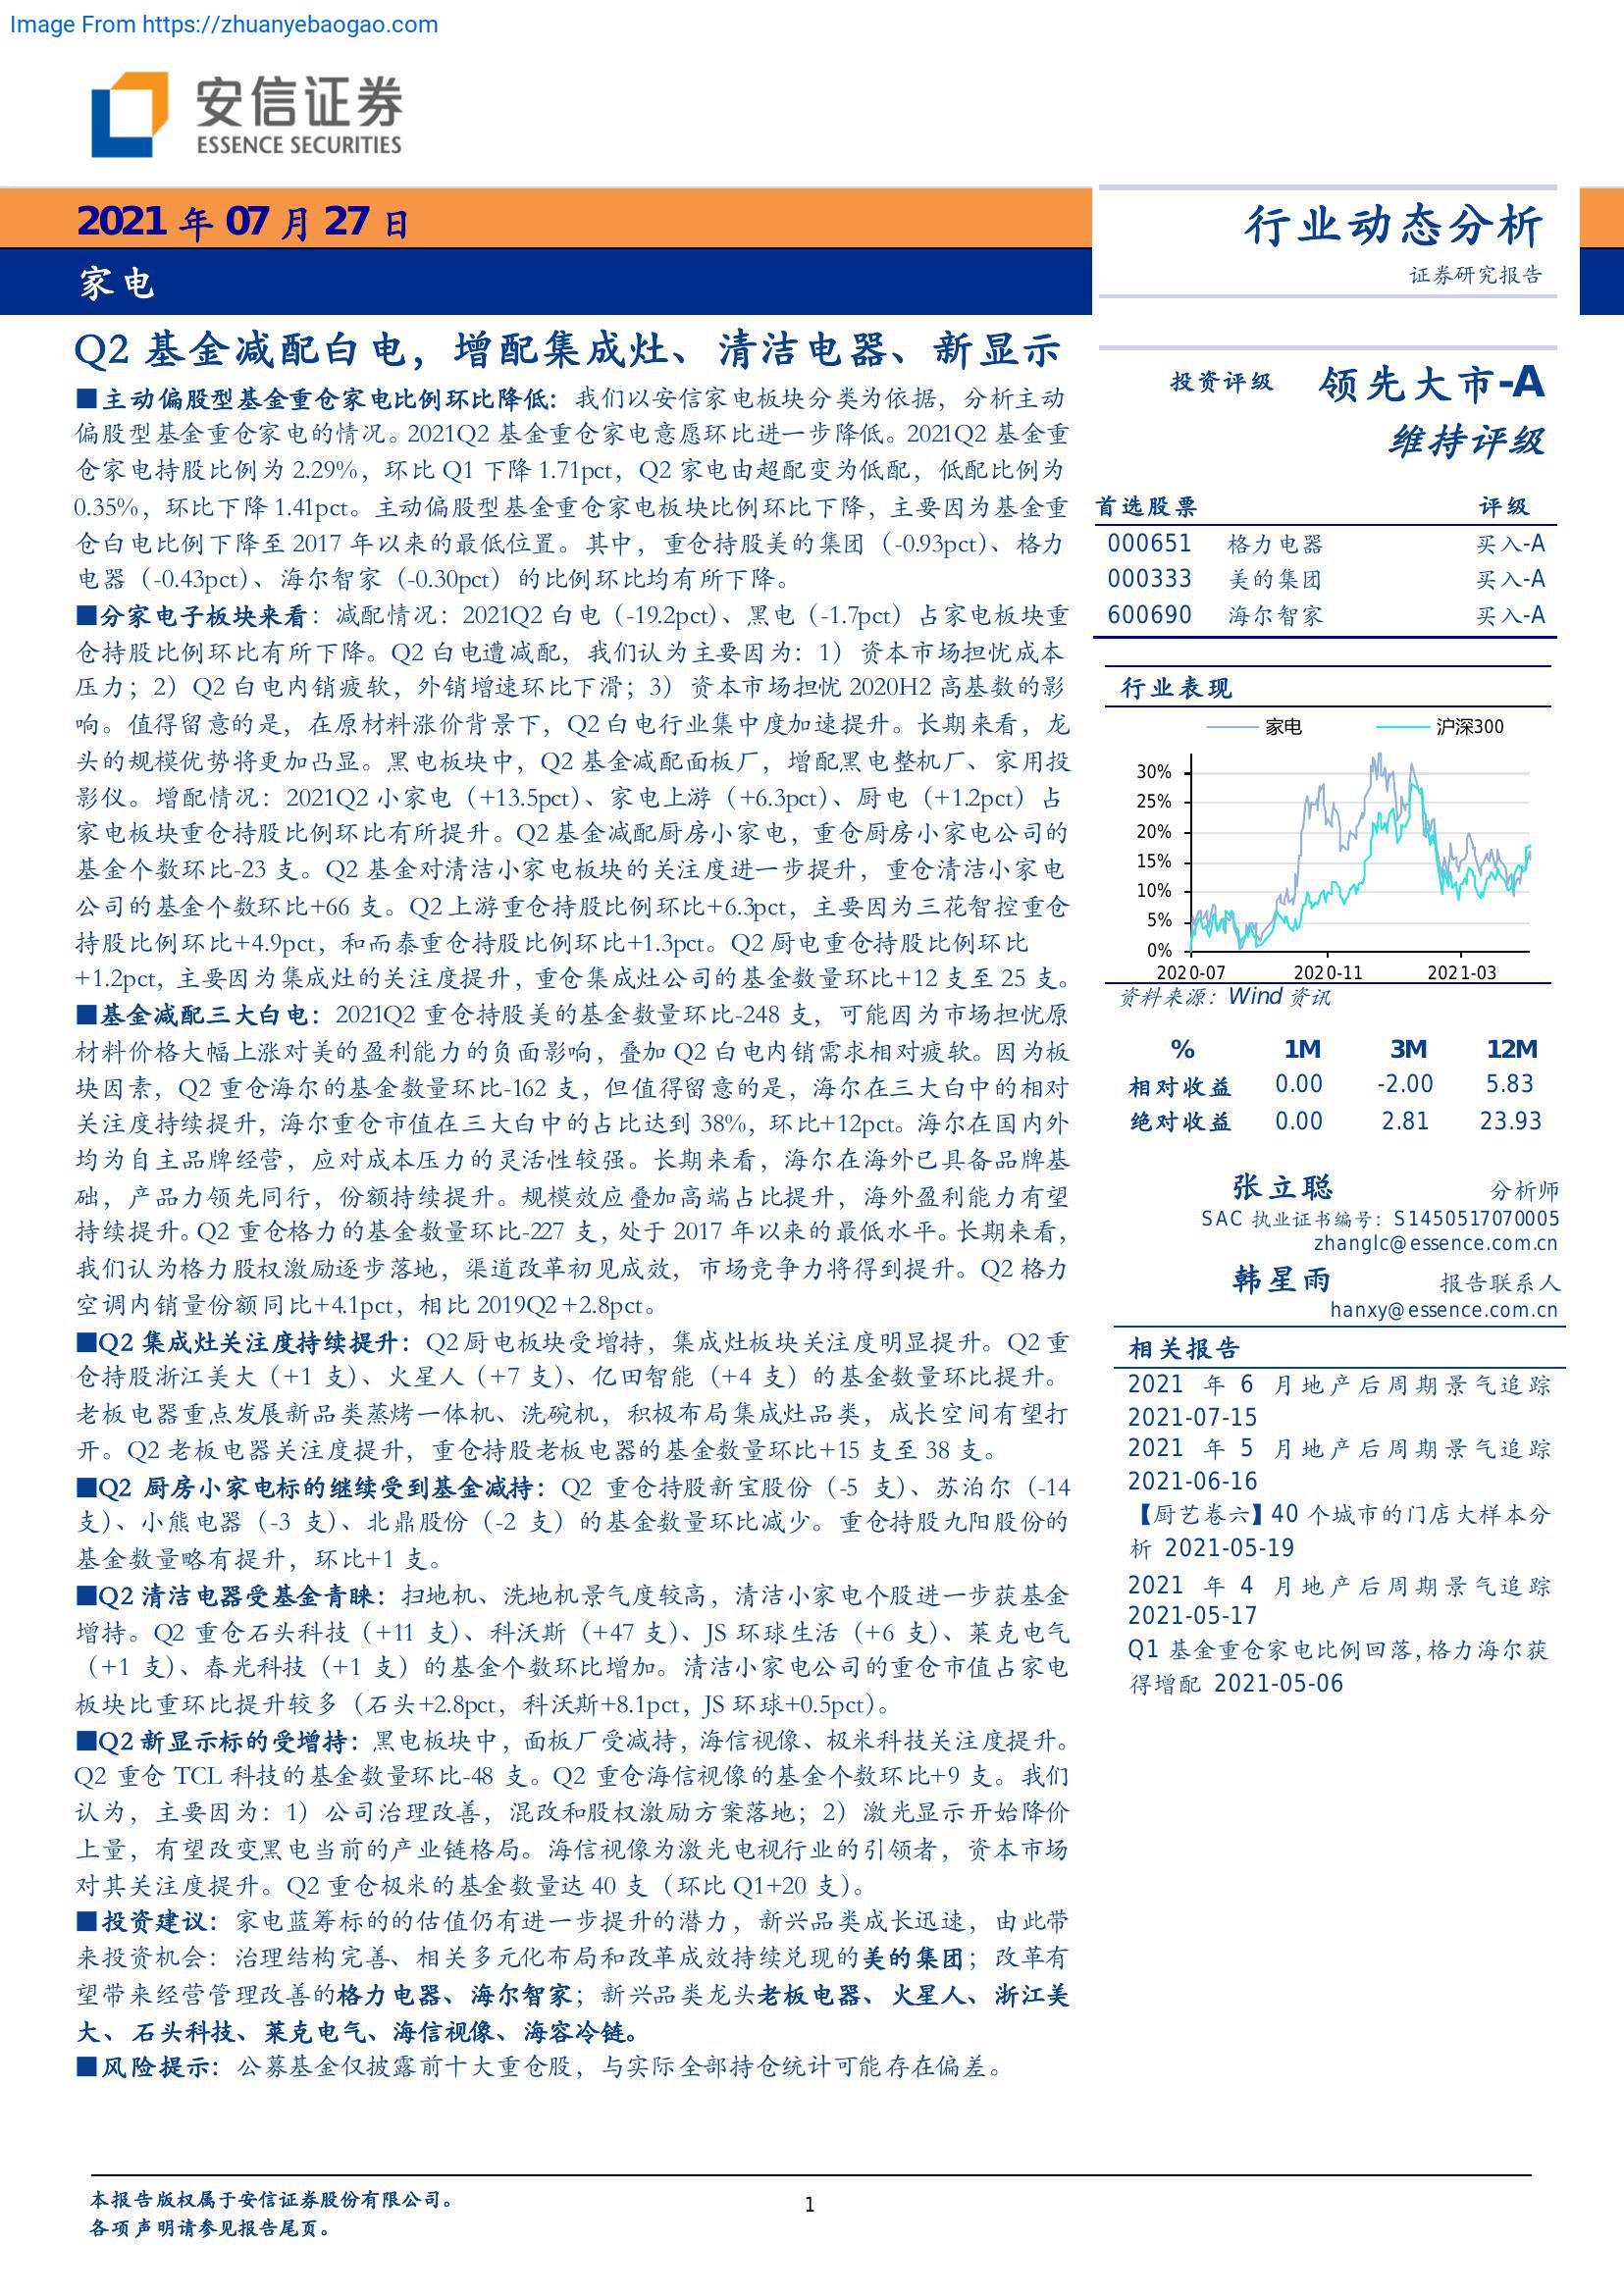 Image From https://zhuanyebaogao.com
安信证券
ESSENCE SECURITIES
2021 年 07 月 27 日
家电
行业动态分析
证券研究报告
Q2 基金减配白电，增配集成灶、清洁电器、新显示
■主动偏股型基金重仓家电比例环比降低：我们以安信家电板块分类为依据，分析主动
偏股型基金重仓家电的情况。2021Q2 基金重仓家电意愿环比进一步降低。2021Q2 基金重
仓家电持股比例为 2.29%，环比 Q1 下降 1.71pct，Q2 家电由超配变为低配，低配比例为
0.35%，环比下降 1.41pct。主动偏股型基金重仓家电板块比例环比下降，主要因为基金重
仓白电比例下降至 2017 年以来的最低位置。其中，重仓持股美的集团（-0.93pct）、格力
电器（-0.43pct）、海尔智家（-0.30pct）的比例环比均有所下降。
■分家电子板块来看：减配情况：2021Q2 白电（-19.2pct）、黑电（-1.7pct）占家电板块重
仓持股比例环比有所下降。Q2 白电遭减配，我们认为主要因为：1）资本市场担忧成本
压力；2）Q2 白电内销疲软，外销增速环比下滑；3）资本市场担忧 2020H2 高基数的影
响。值得留意的是，在原材料涨价背景下，Q2 白电行业集中度加速提升。长期来看，龙
头的规模优势将更加凸显。黑电板块中，Q2 基金减配面板厂，增配黑电整机厂、家用投
影仪。增配情况：2021Q2 小家电（+13.5pct）、家电上游（+6.3pct）、厨电（+1.2pct）占
家电板块重仓持股比例环比有所提升。Q2 基金减配厨房小家电，重仓厨房小家电公司的
基金个数环比-23 支。Q2 基金对清洁小家电板块的关注度进一步提升，重仓清洁小家电
公司的基金个数环比+66 支。Q2 上游重仓持股比例环比+6.3pct，主要因为三花智控重仓
持股比例环比+4.9pct，和而泰重仓持股比例环比+1.3pct。Q2 厨电重仓持股比例环比
+1.2pct，主要因为集成灶的关注度提升，重仓集成灶公司的基金数量环比+12 支至 25 支。
■基金减配三大白电：2021Q2 重仓持股美的基金数量环比-248 支，可能因为市场担忧原
材料价格大幅上涨对美的盈利能力的负面影响，叠加 Q2 白电内销需求相对疲软。因为板
块因素，Q2 重仓海尔的基金数量环比-162 支，但值得留意的是，海尔在三大白中的相对
关注度持续提升，海尔重仓市值在三大白中的占比达到 38%，环比+12pct。海尔在国内外
均为自主品牌经营，应对成本压力的灵活性较强。长期来看，海尔在海外已具备品牌基
础，产品力领先同行，份额持续提升。规模效应叠加高端占比提升，海外盈利能力有望
持续提升。Q2 重仓格力的基金数量环比-227 支，处于 2017 年以来的最低水平。长期来看，
我们认为格力股权激励逐步落地，渠道改革初见成效，市场竞争力将得到提升。Q2 格力
空调内销量份额同比+4.1pct，相比 2019Q2 +2.8pct。
■Q2 集成灶关注度持续提升：Q2 厨电板块受增持，集成灶板块关注度明显提升。Q2 重
仓持股浙江美大（+1 支）、火星人（+7 支）、亿田智能（+4 支）的基金数量环比提升。
老板电器重点发展新品类蒸烤一体机、洗碗机，积极布局集成灶品类，成长空间有望打
开。Q2 老板电器关注度提升，重仓持股老板电器的基金数量环比+15 支至 38 支。
■Q2 厨房小家电标的继续受到基金减持：Q2 重仓持股新宝股份（-5 支）、苏泊尔（-14
支）、小熊电器（-3 支）、北鼎股份（-2 支）的基金数量环比减少。重仓持股九阳股份的
基金数量略有提升，环比+1 支。
■Q2 清洁电器受基金青睐：扫地机、洗地机景气度较高，清洁小家电个股进一步获基金
增持。Q2 重仓石头科技（+11 支）、科沃斯（+47 支）、JS 环球生活（+6 支）、莱克电气
（+1 支）、春光科技（+1 支）的基金个数环比增加。清洁小家电公司的重仓市值占家电
板块比重环比提升较多（石头+2.8pct，科沃斯+8.1pct，JS 环球+0.5pct）。
■Q2 新显示标的受增持：黑电板块中，面板厂受减持，海信视像、极米科技关注度提升。
Q2 重仓 TCL 科技的基金数量环比-48 支。Q2 重仓海信视像的基金个数环比+9 支。我们
认为，主要因为：1）公司治理改善，混改和股权激励方案落地；2）激光显示开始降价
上量，有望改变黑电当前的产业链格局。海信视像为激光电视行业的引领者，资本市场
对其关注度提升。Q2 重仓极米的基金数量达 40 支（环比 Q1+20 支）。
■投资建议：家电蓝筹标的的估值仍有进一步提升的潜力，新兴品类成长迅速，由此带
来投资机会：治理结构完善、相关多元化布局和改革成效持续兑现的美的集团；改革有
望带来经营管理改善的格力电器、海尔智家；新兴品类龙头老板电器、火星人、浙江美
大、石头科技、莱克电气、海信视像、海容冷链。
■风险提示：公募基金仅披露前十大重仓股，与实际全部持仓统计可能存在偏差。
投资评级 领先大市-A
维持评级
首选股票 评级
000651 格力电器 买入-A
000333 美的集团 买入-A
600690 海尔智家 买入-A
行业表现
家电 沪深300
30%
25%
20%
15%
10%
5%
0%
2020-07 2020-11 2021-03
资料来源：Wind 资讯
% 1M 3M 12M
相对收益 0.00 -2.00 5.83
绝对收益 0.00 2.81 23.93
张立聪 分析师
SAC 执业证书编号：S1450517070005
zhanglc@essence.com.cn
韩星雨 报告联系人
hanxy@essence.com.cn
相关报告
2021 年 6 月地产后周期景气追踪
2021-07-15
2021 年 5 月地产后周期景气追踪
2021-06-16
【厨艺卷六】40 个城市的门店大样本分
析 2021-05-19
2021 年 4 月地产后周期景气追踪
2021-05-17
Q1 基金重仓家电比例回落,格力海尔获
得增配 2021-05-06
本报告版权属于安信证券股份有限公司。
各项声明请参见报告尾页。
1